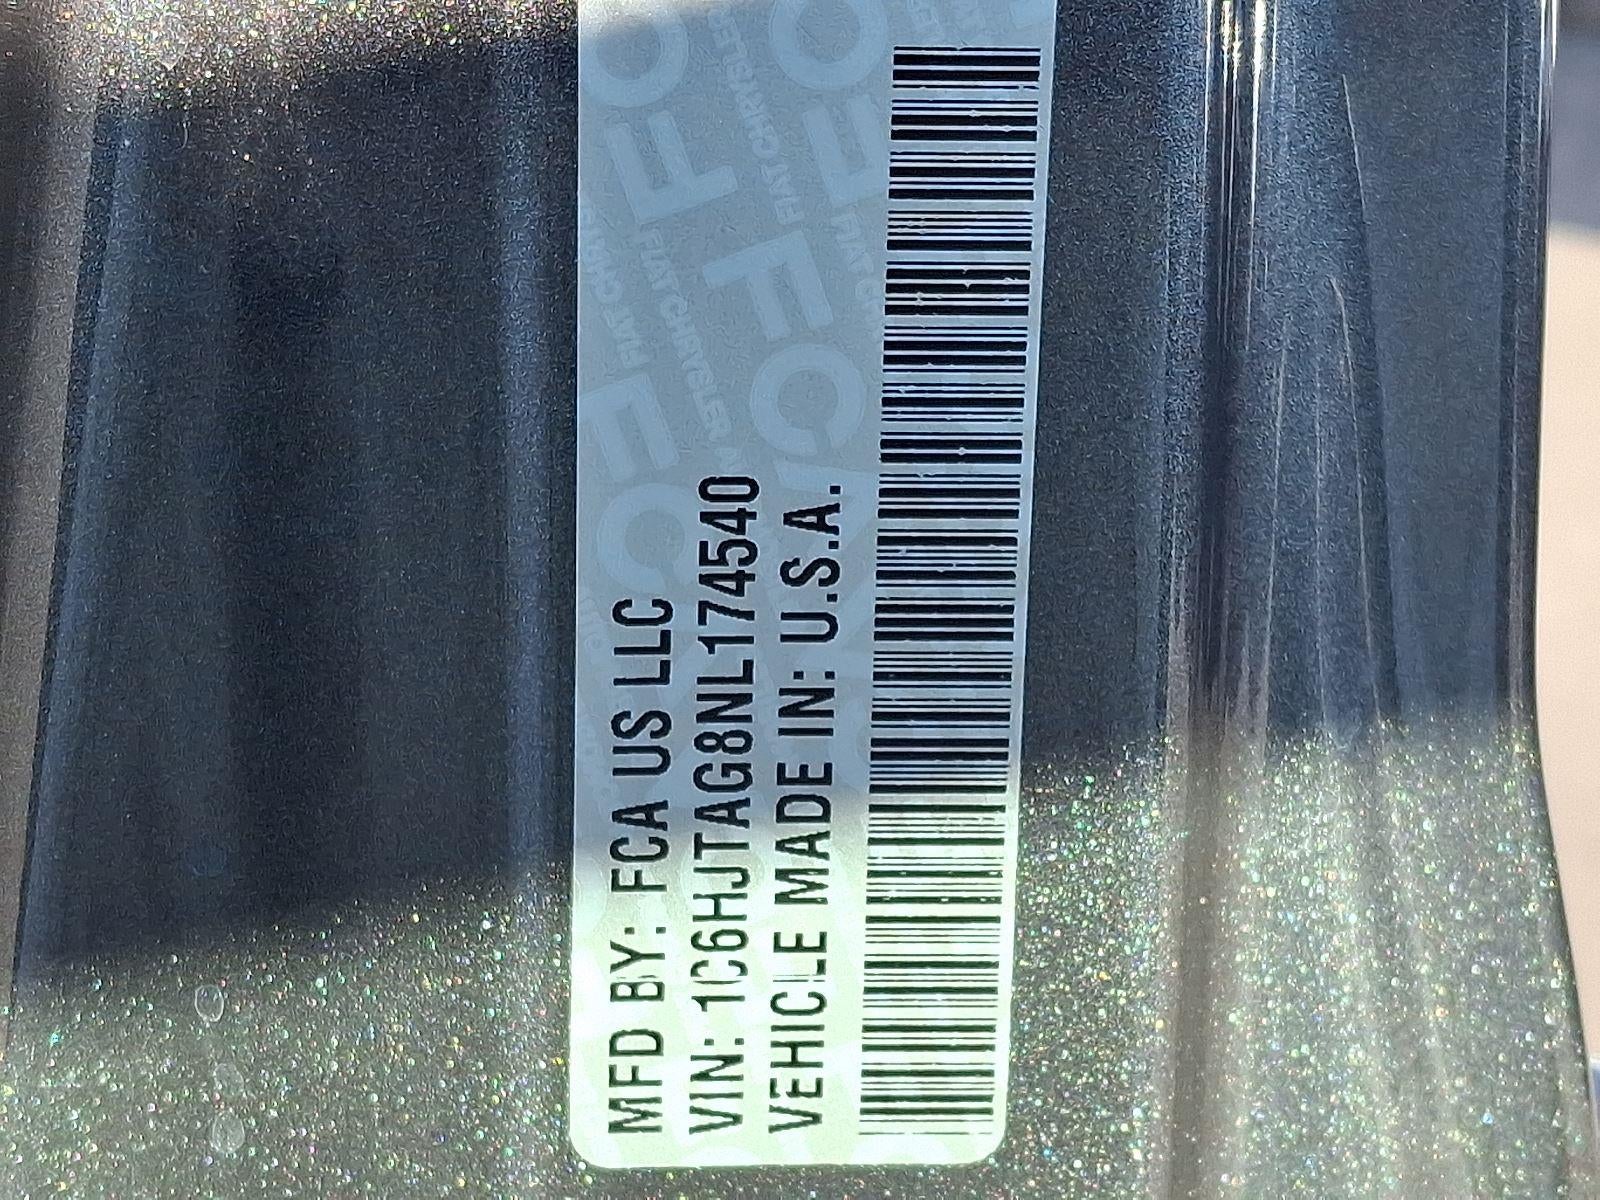 MFD BY: FCA US LLC
VIN: 1C6HJTAG8NL174540
VEHICLE MADE IN: U.S.A.